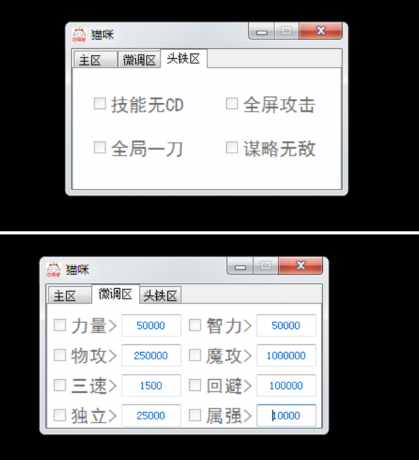 猫咪
主区 微调区 头铁区
技能无CD 全屏攻击
全局一刀 谋略无敌
猫咪
主区 微调区 头铁区
力量> 50000 智力> 50000
物攻> 250000 魔攻> 1000000
三速> 1500 回避> 100000
独立> 25000 属强> 10000